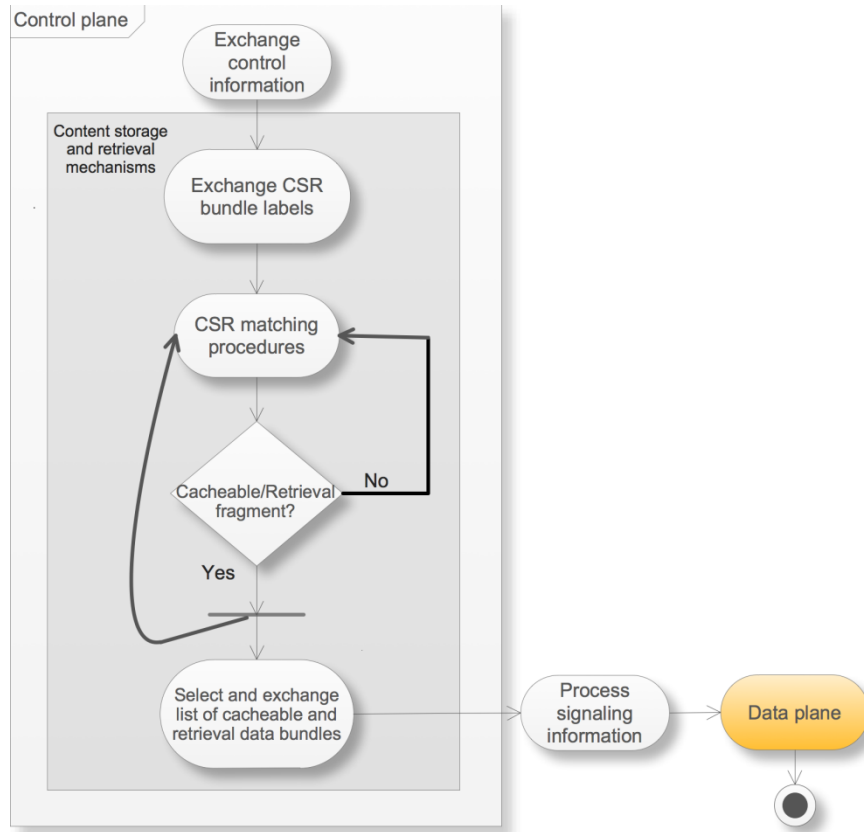 Control plane
Exchange
control
information
Content storage
and retrieval
mechanisms
Exchange CSR
bundle labels
CSR matching
procedures
Cacheable/Retrieval
fragment?
No
Yes
Select and exchange
list of cacheable and
retrieval data bundles
Process
signaling
information
Data plane